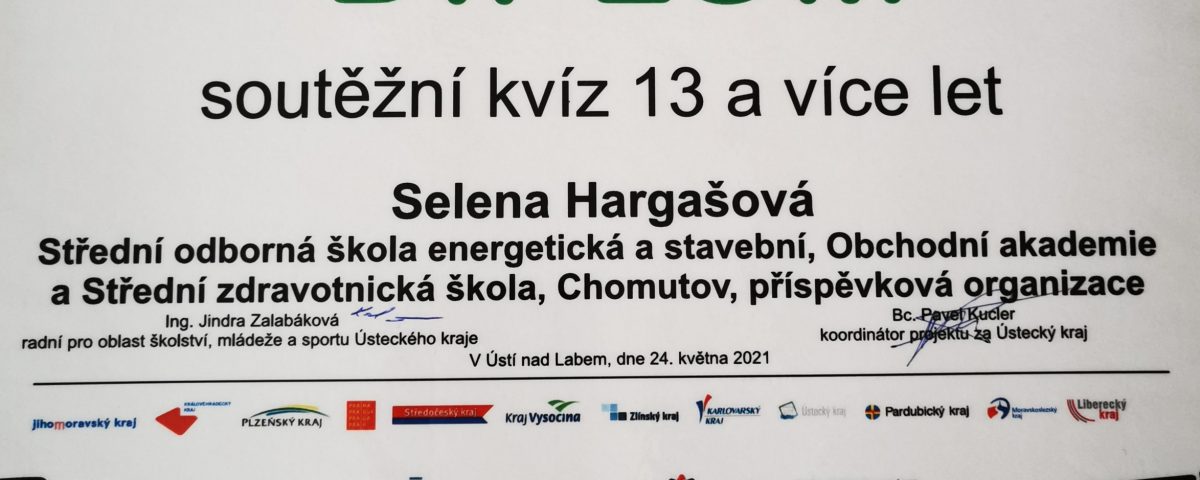 soutěžní kvíz 13 a více let
Selena Hargašová
Střední odborná škola energetická a stavební, Obchodní akademie
a Střední zdravotnická škola, Chomutov, příspěvková organizace
Ing. Jindra Zalabáková
radní pro oblast školství, mládeže a sportu Ústeckého kraje
Bc. Pavel Kucler
koordinátor projektu za Ústecký kraj
V Ústí nad Labem, dne 24. května 2021
jihomoravský kraj
KRÁLOVÉHRADECKÝ KRAJ
PLZEŇSKÝ KRAJ
Středočeský kraj
Kraj Vysočina
Zlínský kraj
KARLOVARSKÝ KRAJ
Ústecký kraj
Pardubický kraj
Moravskoslezský kraj
Liberecký kraj